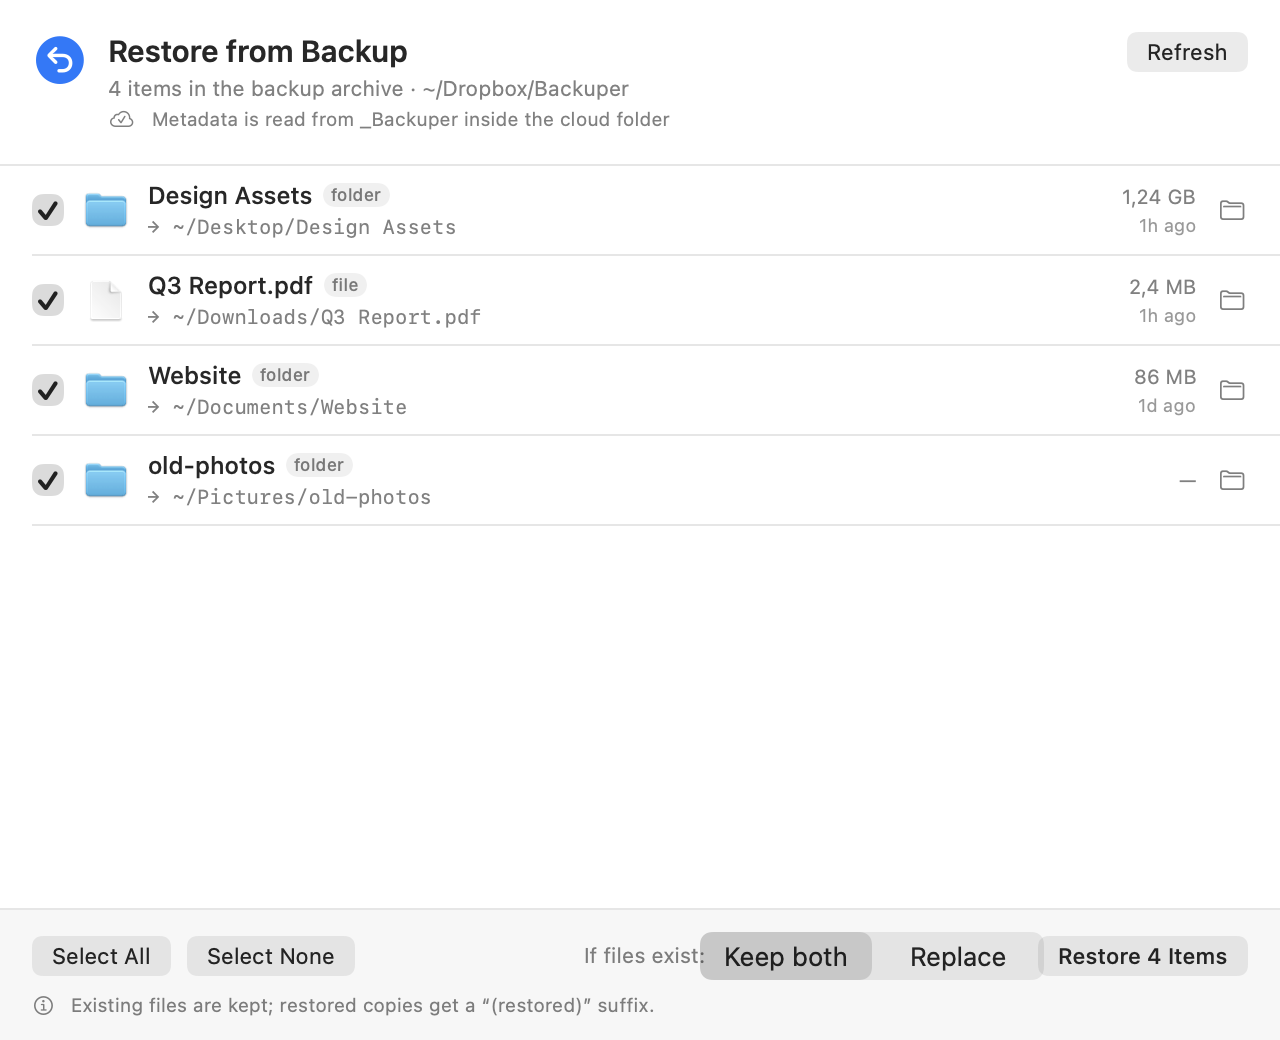 Restore from Backup
Refresh
4 items in the backup archive · ~/Dropbox/Backuper
Metadata is read from _Backuper inside the cloud folder
Design Assets folder
1,24 GB
→ ~/Desktop/Design Assets
1h ago
Q3 Report.pdf file
2,4 MB
→ ~/Downloads/Q3 Report.pdf
1h ago
Website folder
86 MB
→ ~/Documents/Website
1d ago
old-photos folder
→ ~/Pictures/old-photos
—
Select All Select None If files exist: Keep both Replace Restore 4 Items
Existing files are kept; restored copies get a “(restored)” suffix.